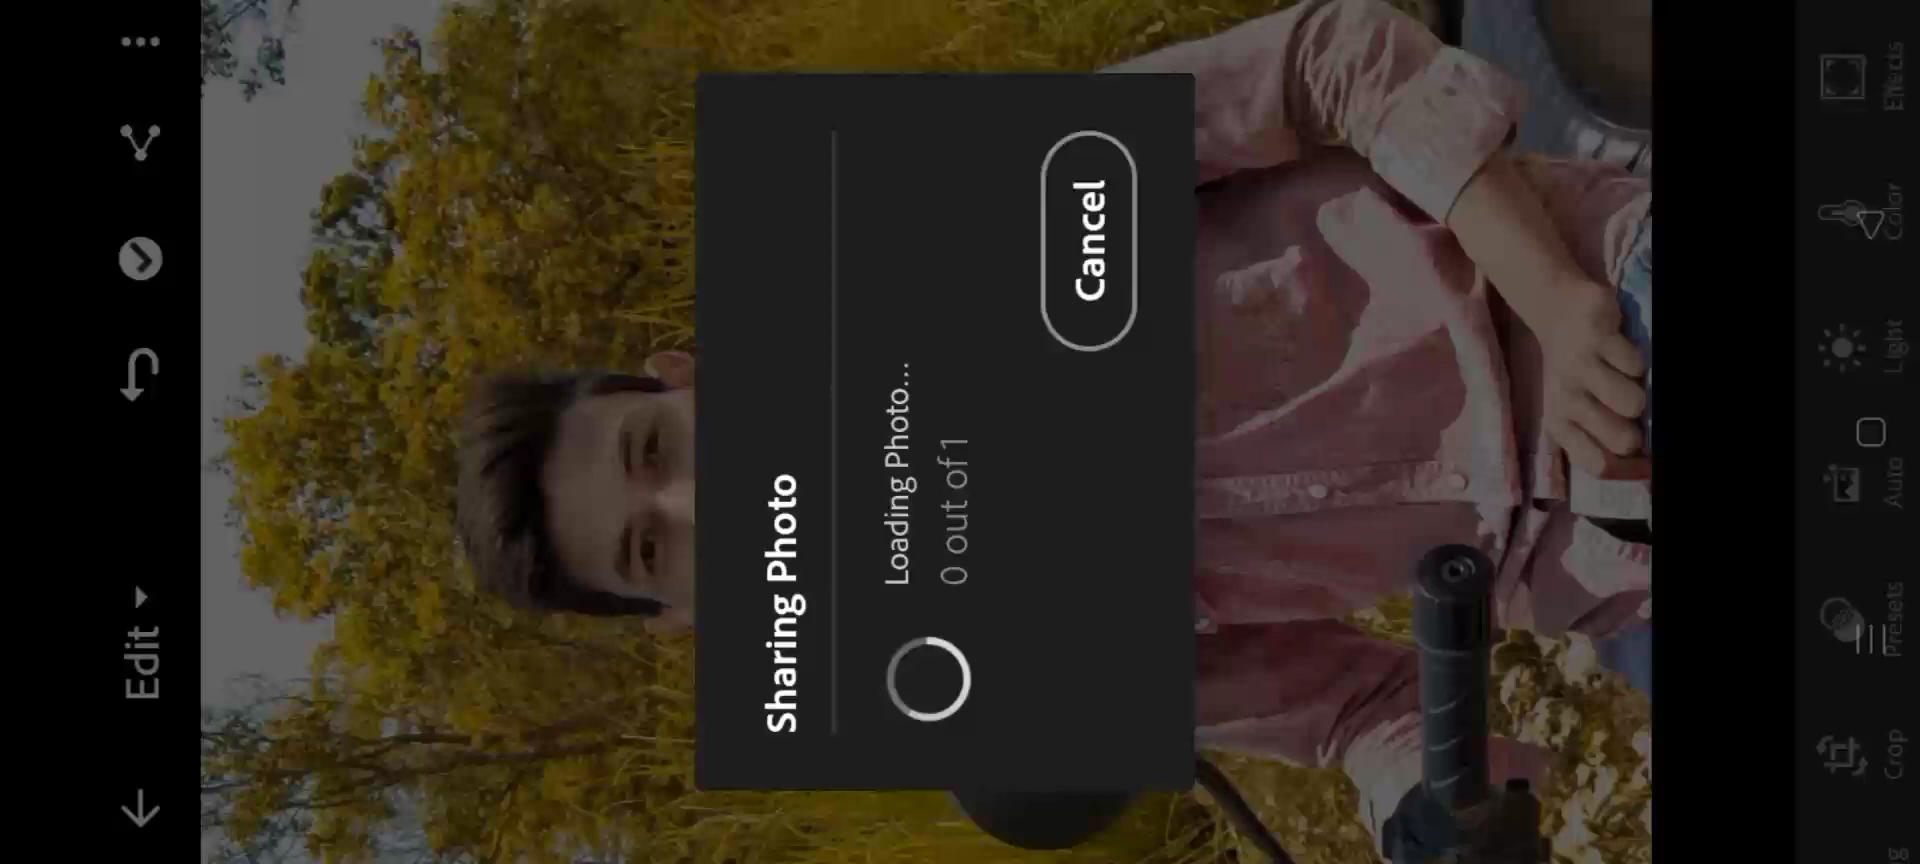 Edit
Sharing Photo
Loading Photo...
0 out of 1
Cancel
Crop
Presets
Auto
Light
Color
Effects